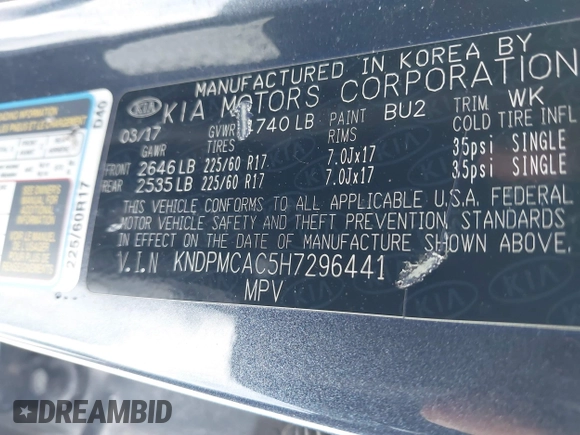 MANUFACTURED IN KOREA BY
KIA KIA MOTORS CORPORATION
03/17 GVWR 740 LB PAINT BU2 TRIM WK
GAWR TIRES RIMS COLD TIRE INFL
FRONT 2646 LB 225/60 R17 7.0Jx17 35psi SINGLE
REAR 2535 LB 225/60 R17 7.0Jx17 35psi SINGLE
THIS VEHICLE CONFORMS TO ALL APPLICABLE U.S.A. FEDERAL
MOTOR VEHICLE SAFETY AND THEFT PREVENTION STANDARDS
IN EFFECT ON THE DATE OF MANUFACTURE SHOWN ABOVE.
V.I.N KNDPMCAC5H7296441
MPV
D40
225/60R17
DREAMBID